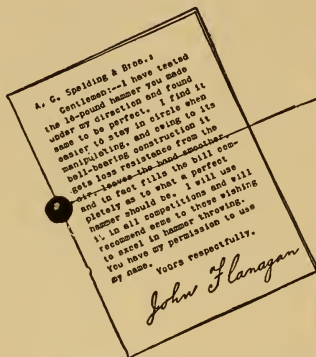 A. G. Spalding & Bros.,
Gentlemen:--I have tested
the 16-pound hammer you made
under my direction and found
same to be perfect. I find it
easier to stay in circle when
manipulating, and owing to its
ball-bearing construction it
gets less resistance from the
air, leaves the hand smoother,
and in fact fills the bill com-
pletely as to what a perfect
hammer should be. I will use
it in all competitions and will
recommend same to those wishing
to excel in hammer throwing.
You have my permission to use
my name. Yours respectfully,
John Flanagan